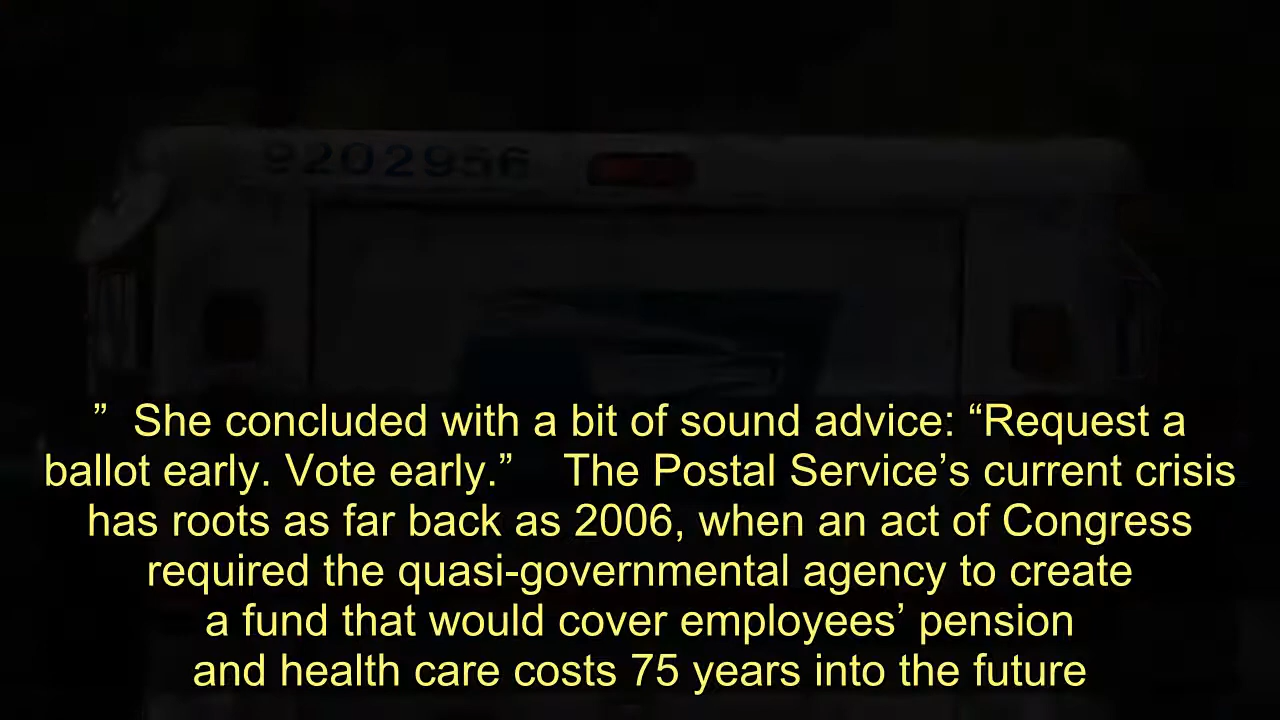 9202956
”  She concluded with a bit of sound advice: “Request a
ballot early. Vote early.”    The Postal Service’s current crisis
has roots as far back as 2006, when an act of Congress
required the quasi-governmental agency to create
a fund that would cover employees’ pension
and health care costs 75 years into the future